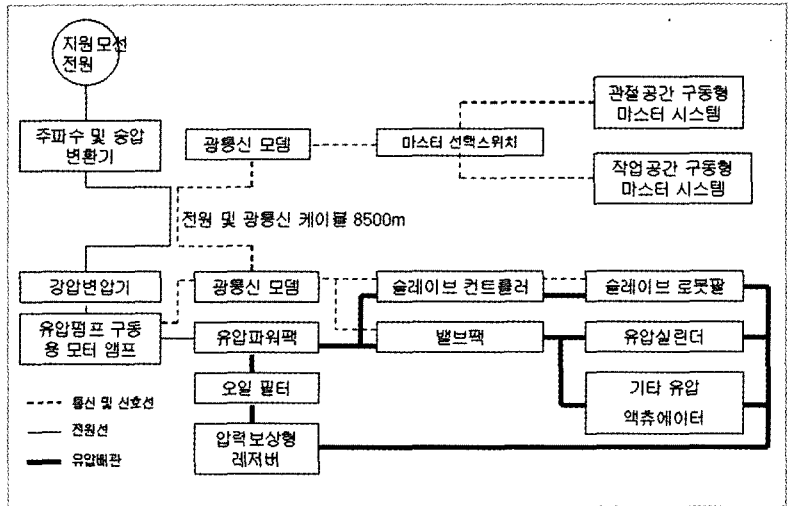 지원모선
전원
주파수 및 승압
변환기
광통신 모뎀
마스터 선택스위치
관절공간 구동형
마스터 시스템
작업공간 구동형
마스터 시스템
전원 및 광통신 케이블 8500m
강압변압기
광통신 모뎀
슬레이브 컨트롤러
슬레이브 로봇팔
유압펌프 구동
용 모터 앰프
유압파워팩
밸브팩
유압실린더
오일 필터
기타 유압
액츄에이터
압력보상형
레저버
통신 및 신호선
전원선
유압배관